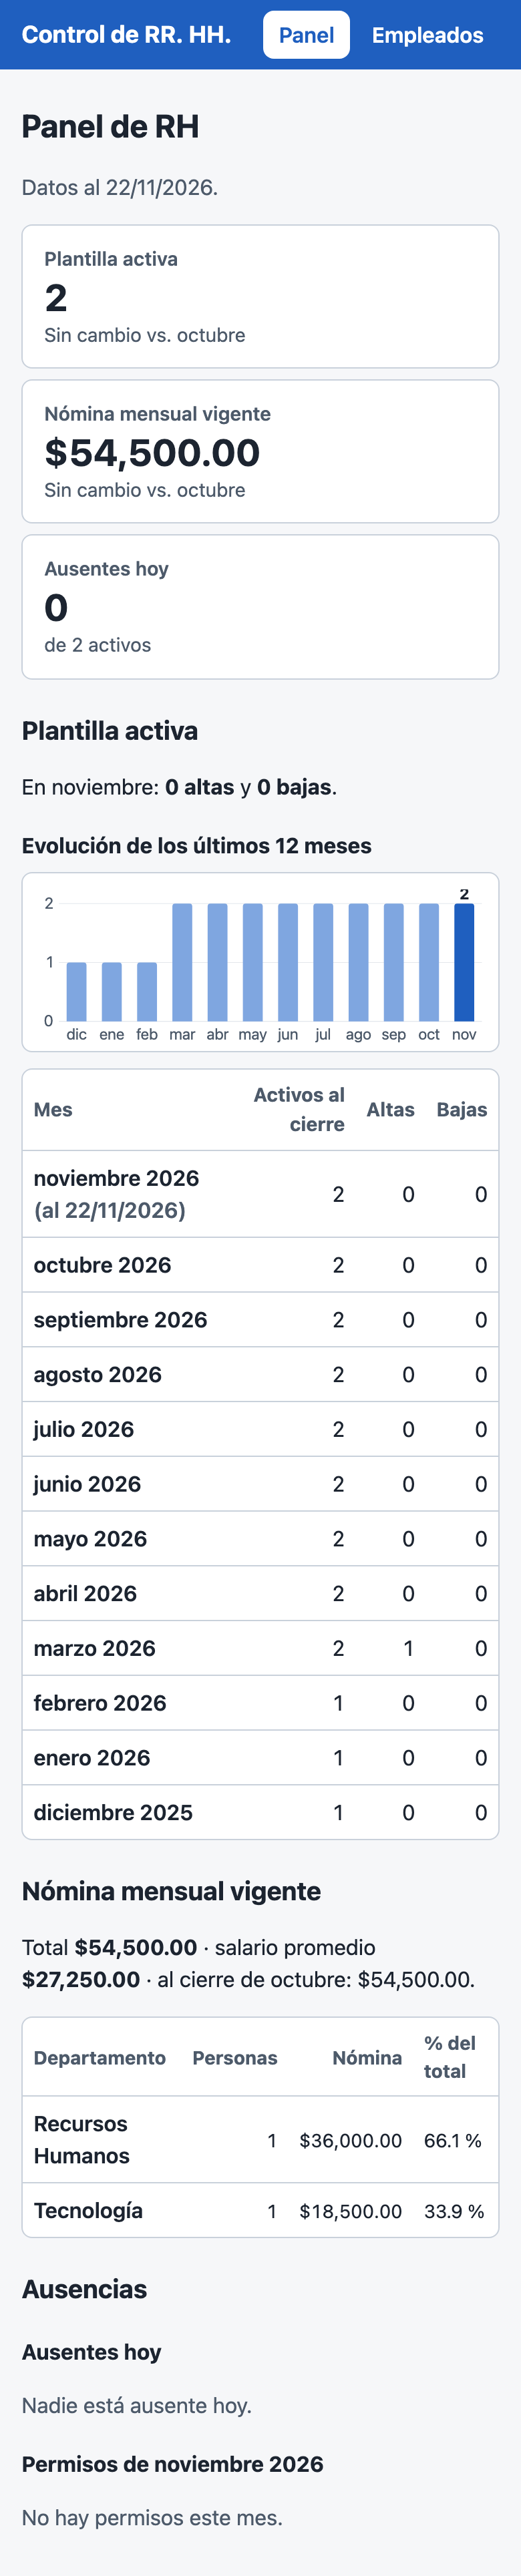 Control de RR. HH. Panel Empleados
Panel de RH
Datos al 22/11/2026.
Plantilla activa
2
Sin cambio vs. octubre
Nómina mensual vigente
$54,500.00
Sin cambio vs. octubre
Ausentes hoy
0
de 2 activos
Plantilla activa
En noviembre: 0 altas y 0 bajas.
Evolución de los últimos 12 meses
2
2
1
0
dic ene feb mar abr may jun jul ago sep oct nov
Mes Activos al cierre Altas Bajas
noviembre 2026 (al 22/11/2026) 2 0 0
octubre 2026 2 0 0
septiembre 2026 2 0 0
agosto 2026 2 0 0
julio 2026 2 0 0
junio 2026 2 0 0
mayo 2026 2 0 0
abril 2026 2 0 0
marzo 2026 2 1 0
febrero 2026 1 0 0
enero 2026 1 0 0
diciembre 2025 1 0 0
Nómina mensual vigente
Total $54,500.00 · salario promedio
$27,250.00 · al cierre de octubre: $54,500.00.
Departamento Personas Nómina % del total
Recursos Humanos 1 $36,000.00 66.1 %
Tecnología 1 $18,500.00 33.9 %
Ausencias
Ausentes hoy
Nadie está ausente hoy.
Permisos de noviembre 2026
No hay permisos este mes.